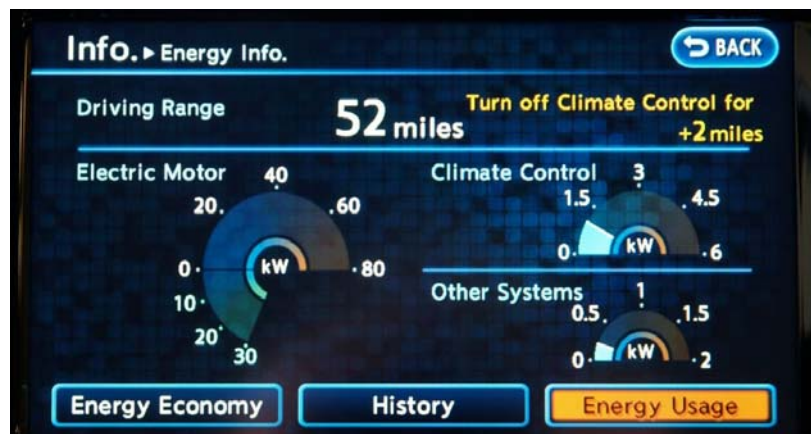 Info. ▸ Energy Info.
BACK
Driving Range
52 miles
Turn off Climate Control for
+2 miles
Electric Motor
40
20
60
0
kW
80
10
20
30
Climate Control
3
1.5
4.5
0
kW
6
Other Systems
1
0.5
1.5
0
kW
2
Energy Economy
History
Energy Usage